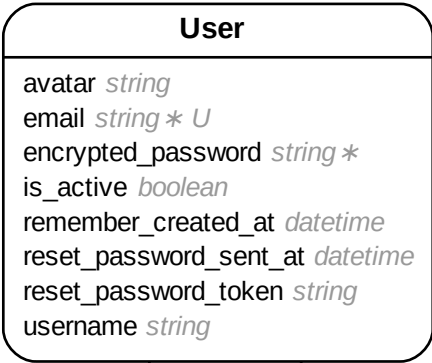 User
avatar string
email string ∗ U
encrypted_password string ∗
is_active boolean
remember_created_at datetime
reset_password_sent_at datetime
reset_password_token string
username string